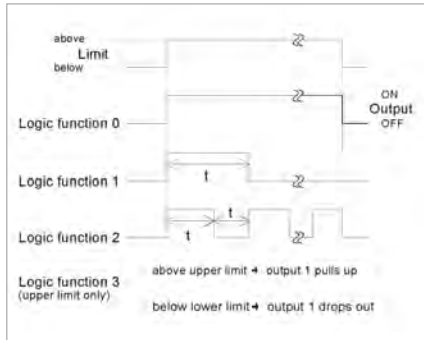 above
Limit
below
ON
Output
OFF
Logic function 0
t
Logic function 1
t
t
Logic function 2
Logic function 3
(upper limit only)
above upper limit → output 1 pulls up
below lower limit → output 1 drops out